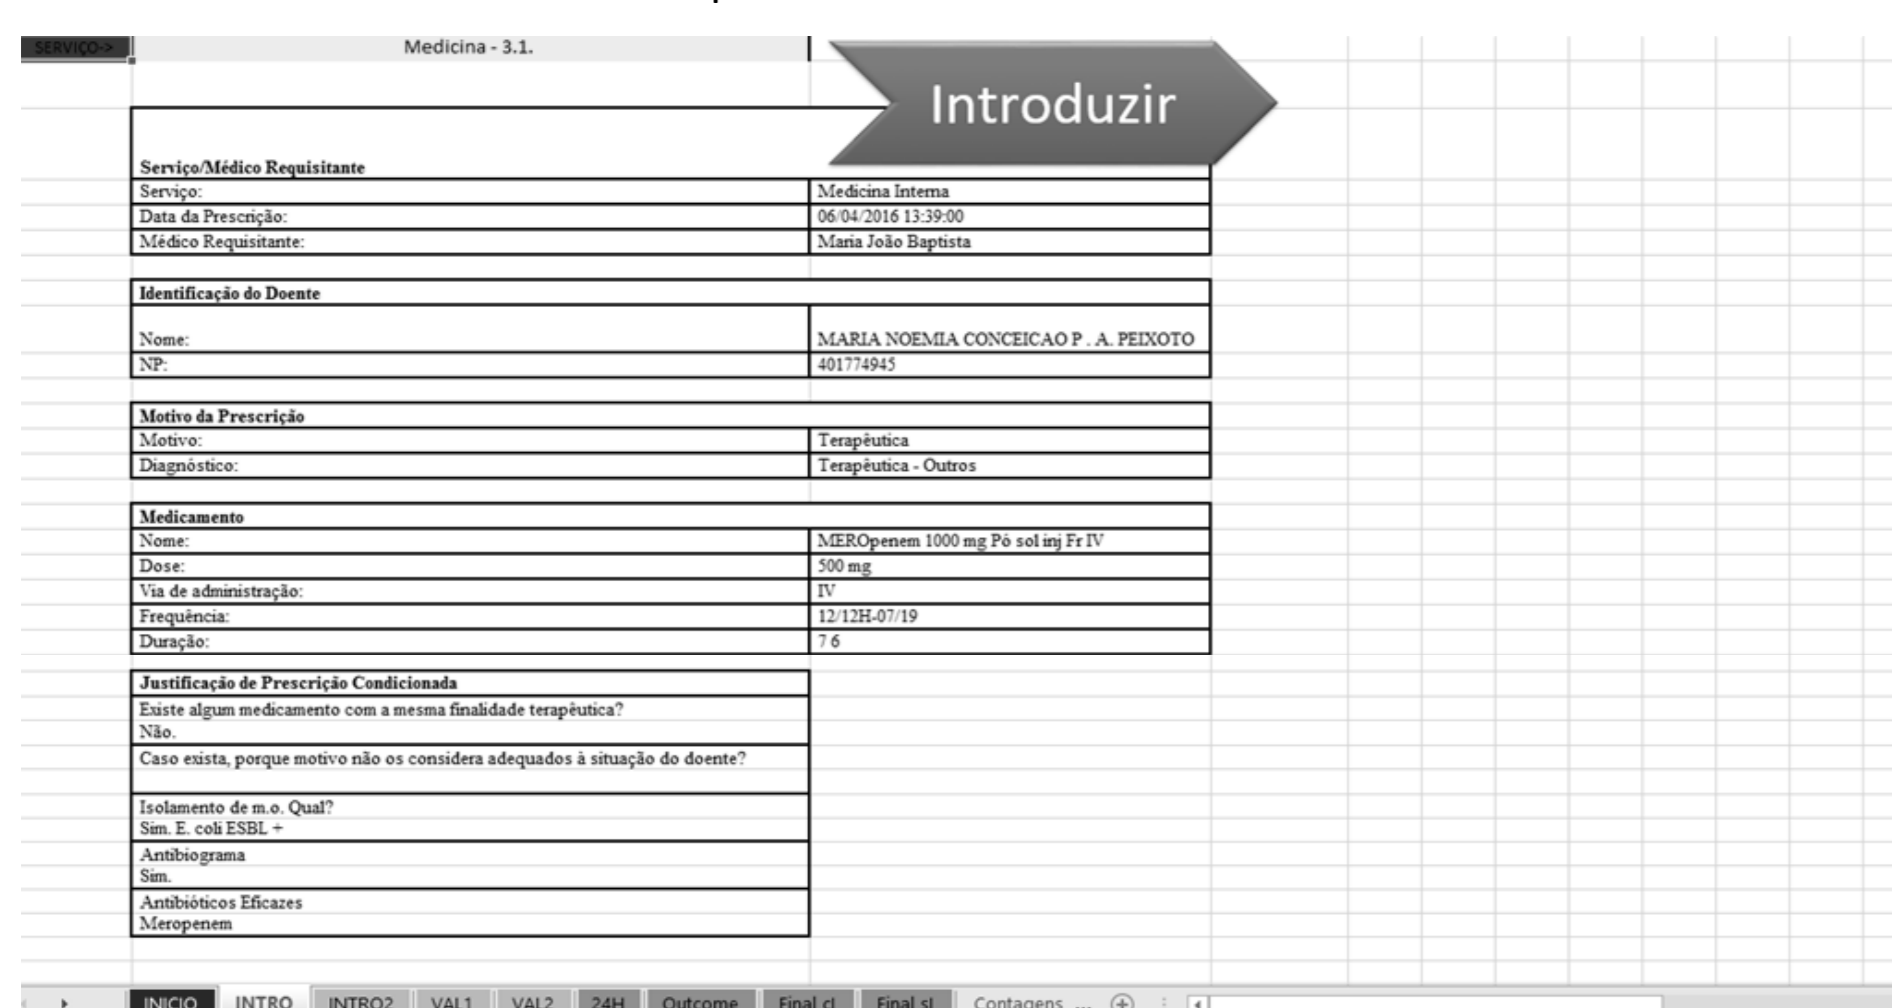 SERVIÇO-> Medicina - 3.1.
Introduzir
Serviço/Médico Requisitante
Serviço: Medicina Interna
Data da Prescrição: 06/04/2016 13:39:00
Médico Requisitante: Maria João Baptista
Identificação do Doente
Nome: MARIA NOEMIA CONCEICAO P . A. PEIXOTO
NP: 401774945
Motivo da Prescrição
Motivo: Terapêutica
Diagnóstico: Terapêutica - Outros
Medicamento
Nome: MEROpenem 1000 mg Pó sol inj Fr IV
Dose: 500 mg
Via de administração: IV
Frequência: 12/12H-07/19
Duração: 7 6
Justificação de Prescrição Condicionada
Existe algum medicamento com a mesma finalidade terapêutica?
Não.
Caso exista, porque motivo não os considera adequados à situação do doente?
Isolamento de m.o. Qual?
Sim. E. coli ESBL +
Antibiograma
Sim.
Antibióticos Eficazes
Meropenem
INICIO INTRO INTRO2 VAL1 VAL2 24H Outcome Final cI Final sI Contagens ...